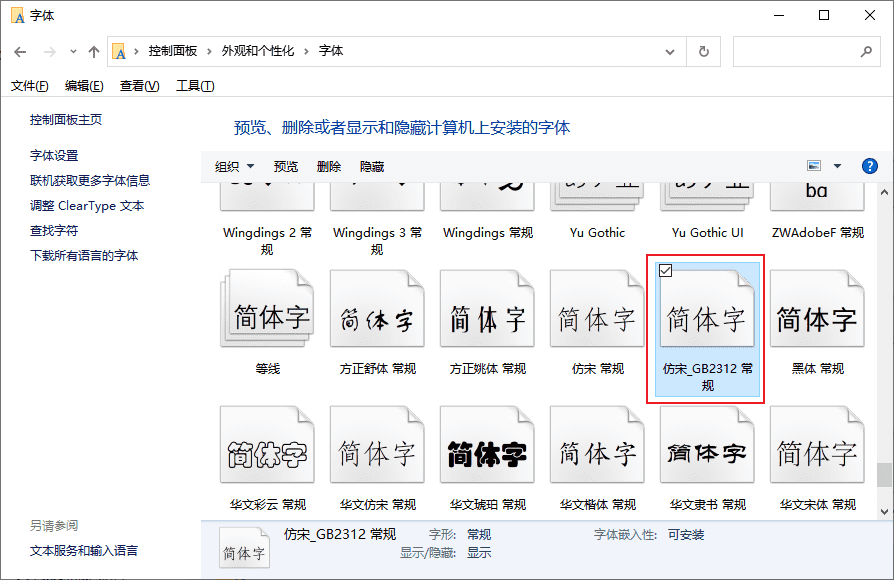 字体
控制面板 › 外观和个性化 › 字体
文件(F) 编辑(E) 查看(V) 工具(T)
控制面板主页
字体设置
联机获取更多字体信息
调整 ClearType 文本
查找字符
下载所有语言的字体
另请参阅
文本服务和输入语言
预览、删除或者显示和隐藏计算机上安装的字体
组织 预览 删除 隐藏
Wingdings 2 常规
Wingdings 3 常规
Wingdings 常规
Yu Gothic
Yu Gothic UI
ZWAdobeF 常规
简体字 简体字 简体字 简体字 简体字 简体字
等线
方正舒体 常规
方正姚体 常规
仿宋 常规
仿宋_GB2312 常规
黑体 常规
简体字 简体字 简体字 简体字 简体字 简体字
华文彩云 常规
华文仿宋 常规
华文琥珀 常规
华文楷体 常规
华文隶书 常规
华文宋体 常规
简体字
仿宋_GB2312 常规 字形: 常规 字体嵌入性: 可安装
显示/隐藏: 显示